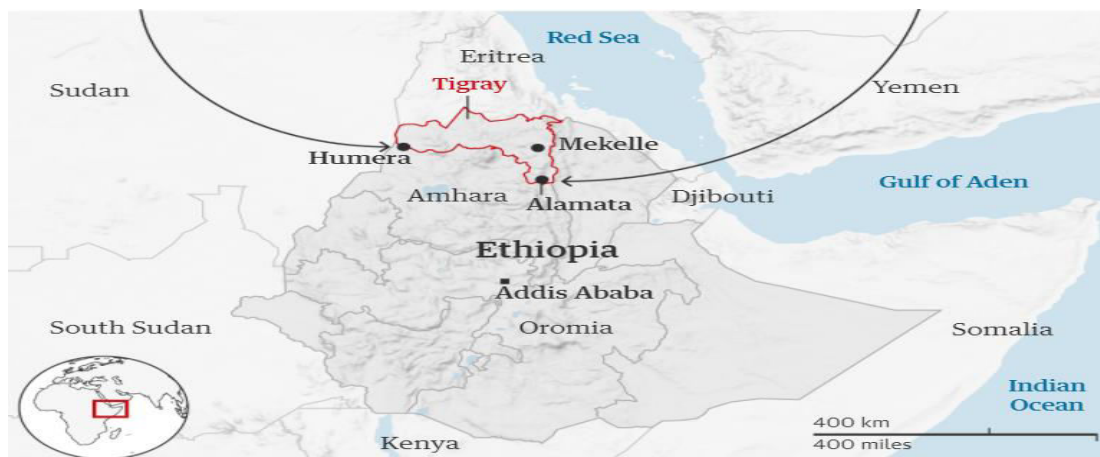 Red Sea
Eritrea
Sudan
Tigray
Yemen
Humera
Mekelle
Amhara
Djibouti
Gulf of Aden
Alamata
Ethiopia
Addis Ababa
South Sudan
Oromia
Somalia
Indian
Ocean
400 km
400 miles
Kenya